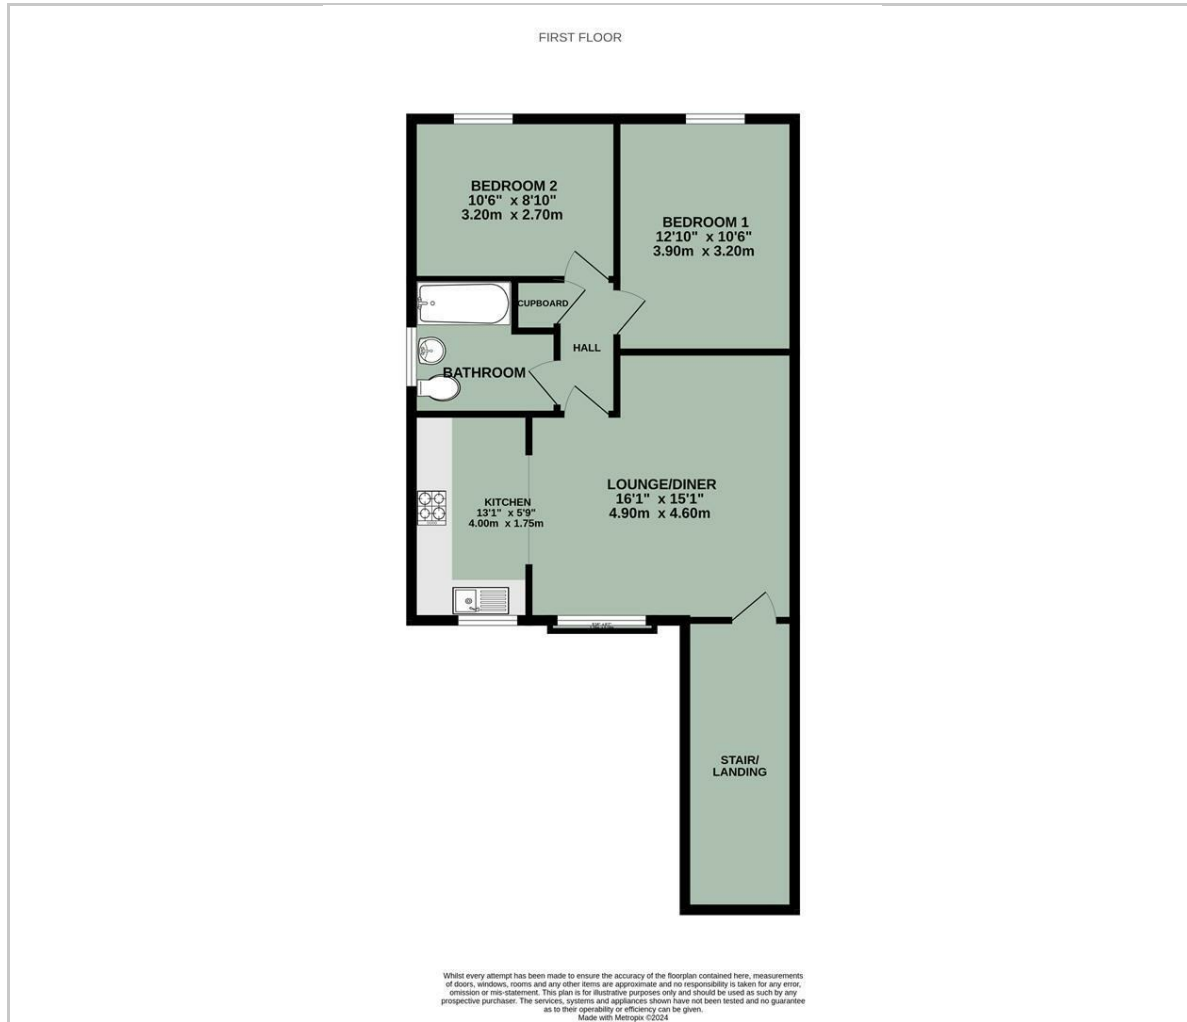 FIRST FLOOR
BEDROOM 2
10'6" x 8'10"
3.20m x 2.70m
BEDROOM 1
12'10" x 10'6"
3.90m x 3.20m
CUPBOARD
HALL
BATHROOM
LOUNGE/DINER
16'1" x 15'1"
4.90m x 4.60m
KITCHEN
13'1" x 5'9"
4.00m x 1.75m
STAIR/
LANDING
Whilst every attempt has been made to ensure the accuracy of the floorplan contained here, measurements
of doors, windows, rooms and any other items are approximate and no responsibility is taken for any error,
omission or mis-statement. This plan is for illustrative purposes only and should be used as such by any
prospective purchaser. The services, systems and appliances shown have not been tested and no guarantee
as to their operability or efficiency can be given.
Made with Metropix ©2024